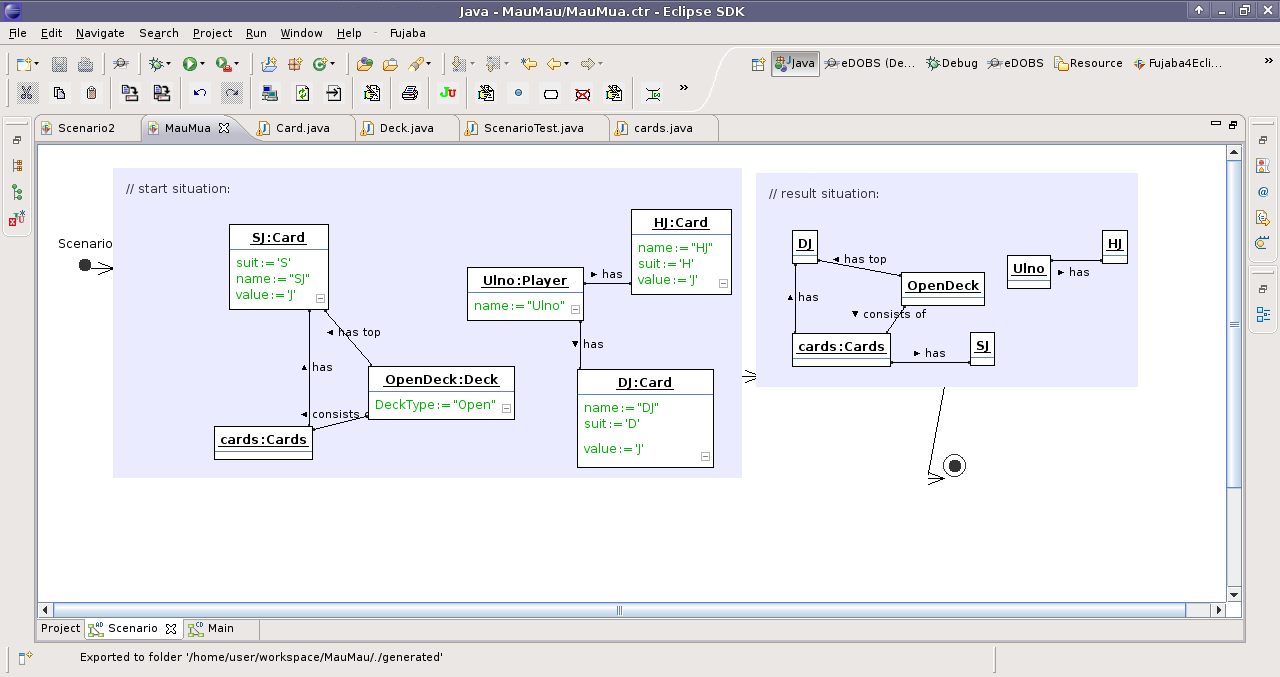 Java - MauMau/MauMua.ctr - Eclipse SDK
File Edit Navigate Search Project Run Window Help Fujaba
Java eDOBS (De... Debug eDOBS Resource Fujaba4Ecli... »
JU »
Scenario2 MauMua Card.java Deck.java ScenarioTest.java cards.java
// start situation:
Scenario
SJ:Card
suit:='S'
name:="SJ"
value:='J'
HJ:Card
name:="HJ"
suit:='H'
value:='J'
Ulno:Player
name:="Ulno"
has
has
has top
has
OpenDeck:Deck
DeckType:="Open"
consists
cards:Cards
DJ:Card
name:="DJ"
suit:='D'
value:='J'
// result situation:
DJ
HJ
has top
Ulno
has
OpenDeck
has
consists of
cards:Cards
has
SJ
Project Scenario Main
Exported to folder '/home/user/workspace/MauMau/./generated'